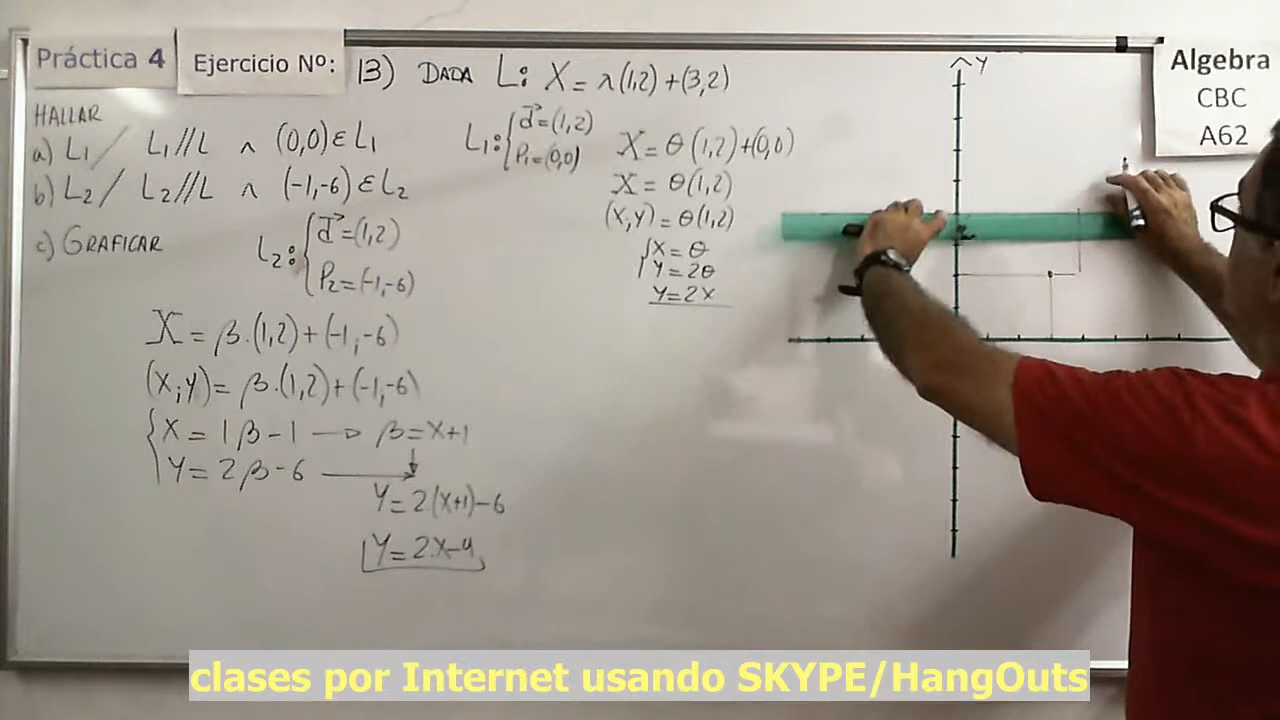 Práctica 4 Ejercicio Nº: 13) DADA L: X = λ(1,2)+(3,2)
HALLAR
a) L₁/ L₁//L ∧ (0,0) ε L₁
b) L₂/ L₂//L ∧ (-1,-6) ε L₂
c) GRAFICAR
L₂: { d⃗=(1,2)
P₂=(-1,-6)
X = β.(1,2)+(-1,-6)
(X,Y)= β.(1,2)+(-1,-6)
{ X = 1β-1 → β=X+1
Y = 2β-6 →
Y=2.(X+1)-6
Y=2.X-4
L₁: { d⃗=(1,2)
P₁=(0,0)
X = θ(1,2)+(0,0)
X = θ(1,2)
(X,Y)=θ(1,2)
{ X=θ
Y=2θ
Y=2X
Y
Algebra
CBC
A62
clases por Internet usando SKYPE/HangOuts